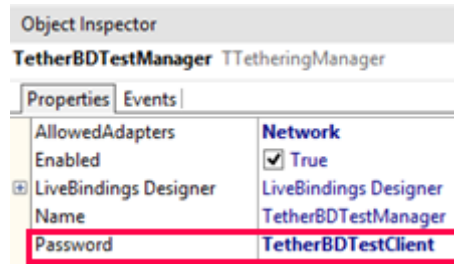 Object Inspector
TetherBDTestManager TTetheringManager
Properties Events
AllowedAdapters Network
Enabled True
LiveBindings Designer LiveBindings Designer
Name TetherBDTestManager
Password TetherBDTestClient